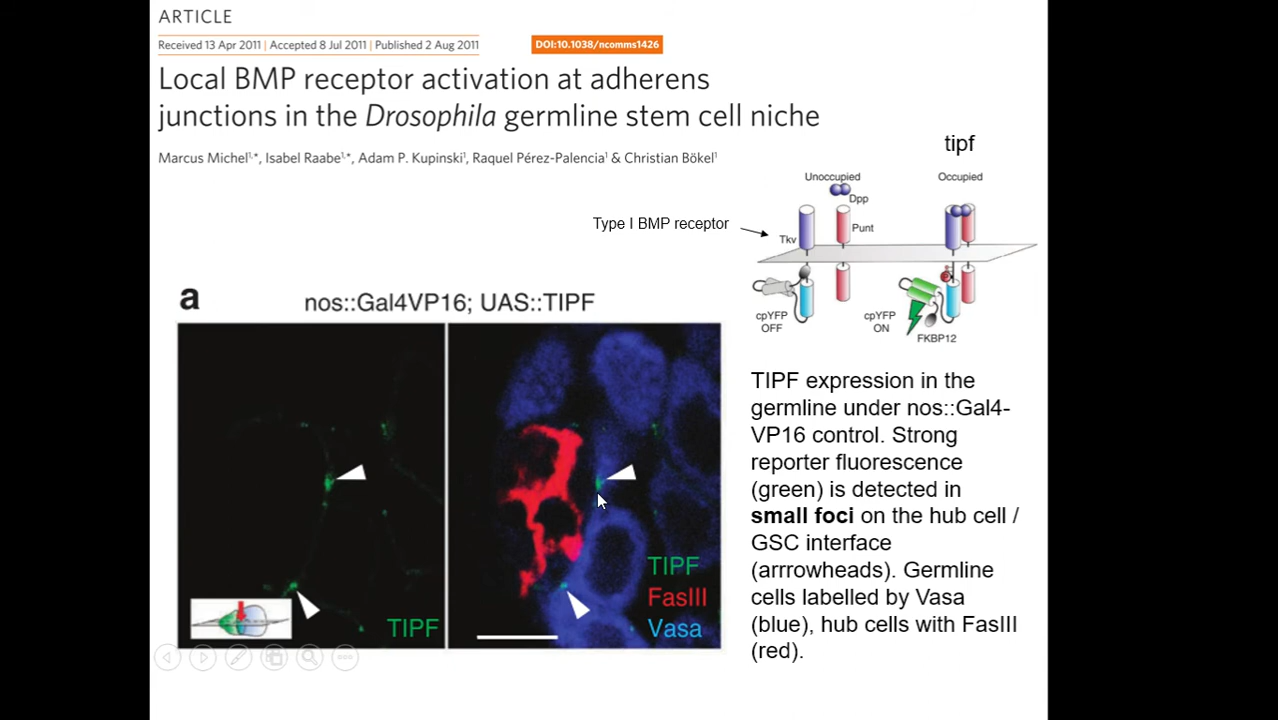 ARTICLE
Received 13 Apr 2011 | Accepted 8 Jul 2011 | Published 2 Aug 2011
DOI:10.1038/ncomms1426
Local BMP receptor activation at adherens
junctions in the Drosophila germline stem cell niche
Marcus Michel1,*, Isabel Raabe1,*, Adam P. Kupinski1, Raquel Pérez-Palencia1 & Christian Bökel1
tipf
Unoccupied
Occupied
Dpp
Type I BMP receptor
Tkv
Punt
cpYFP
OFF
cpYFP
ON
FKBP12
a
nos::Gal4VP16; UAS::TIPF
TIPF
TIPF
FasIII
Vasa
TIPF expression in the
germline under nos::Gal4-
VP16 control. Strong
reporter fluorescence
(green) is detected in
small foci on the hub cell /
GSC interface
(arrrowheads). Germline
cells labelled by Vasa
(blue), hub cells with FasIII
(red).